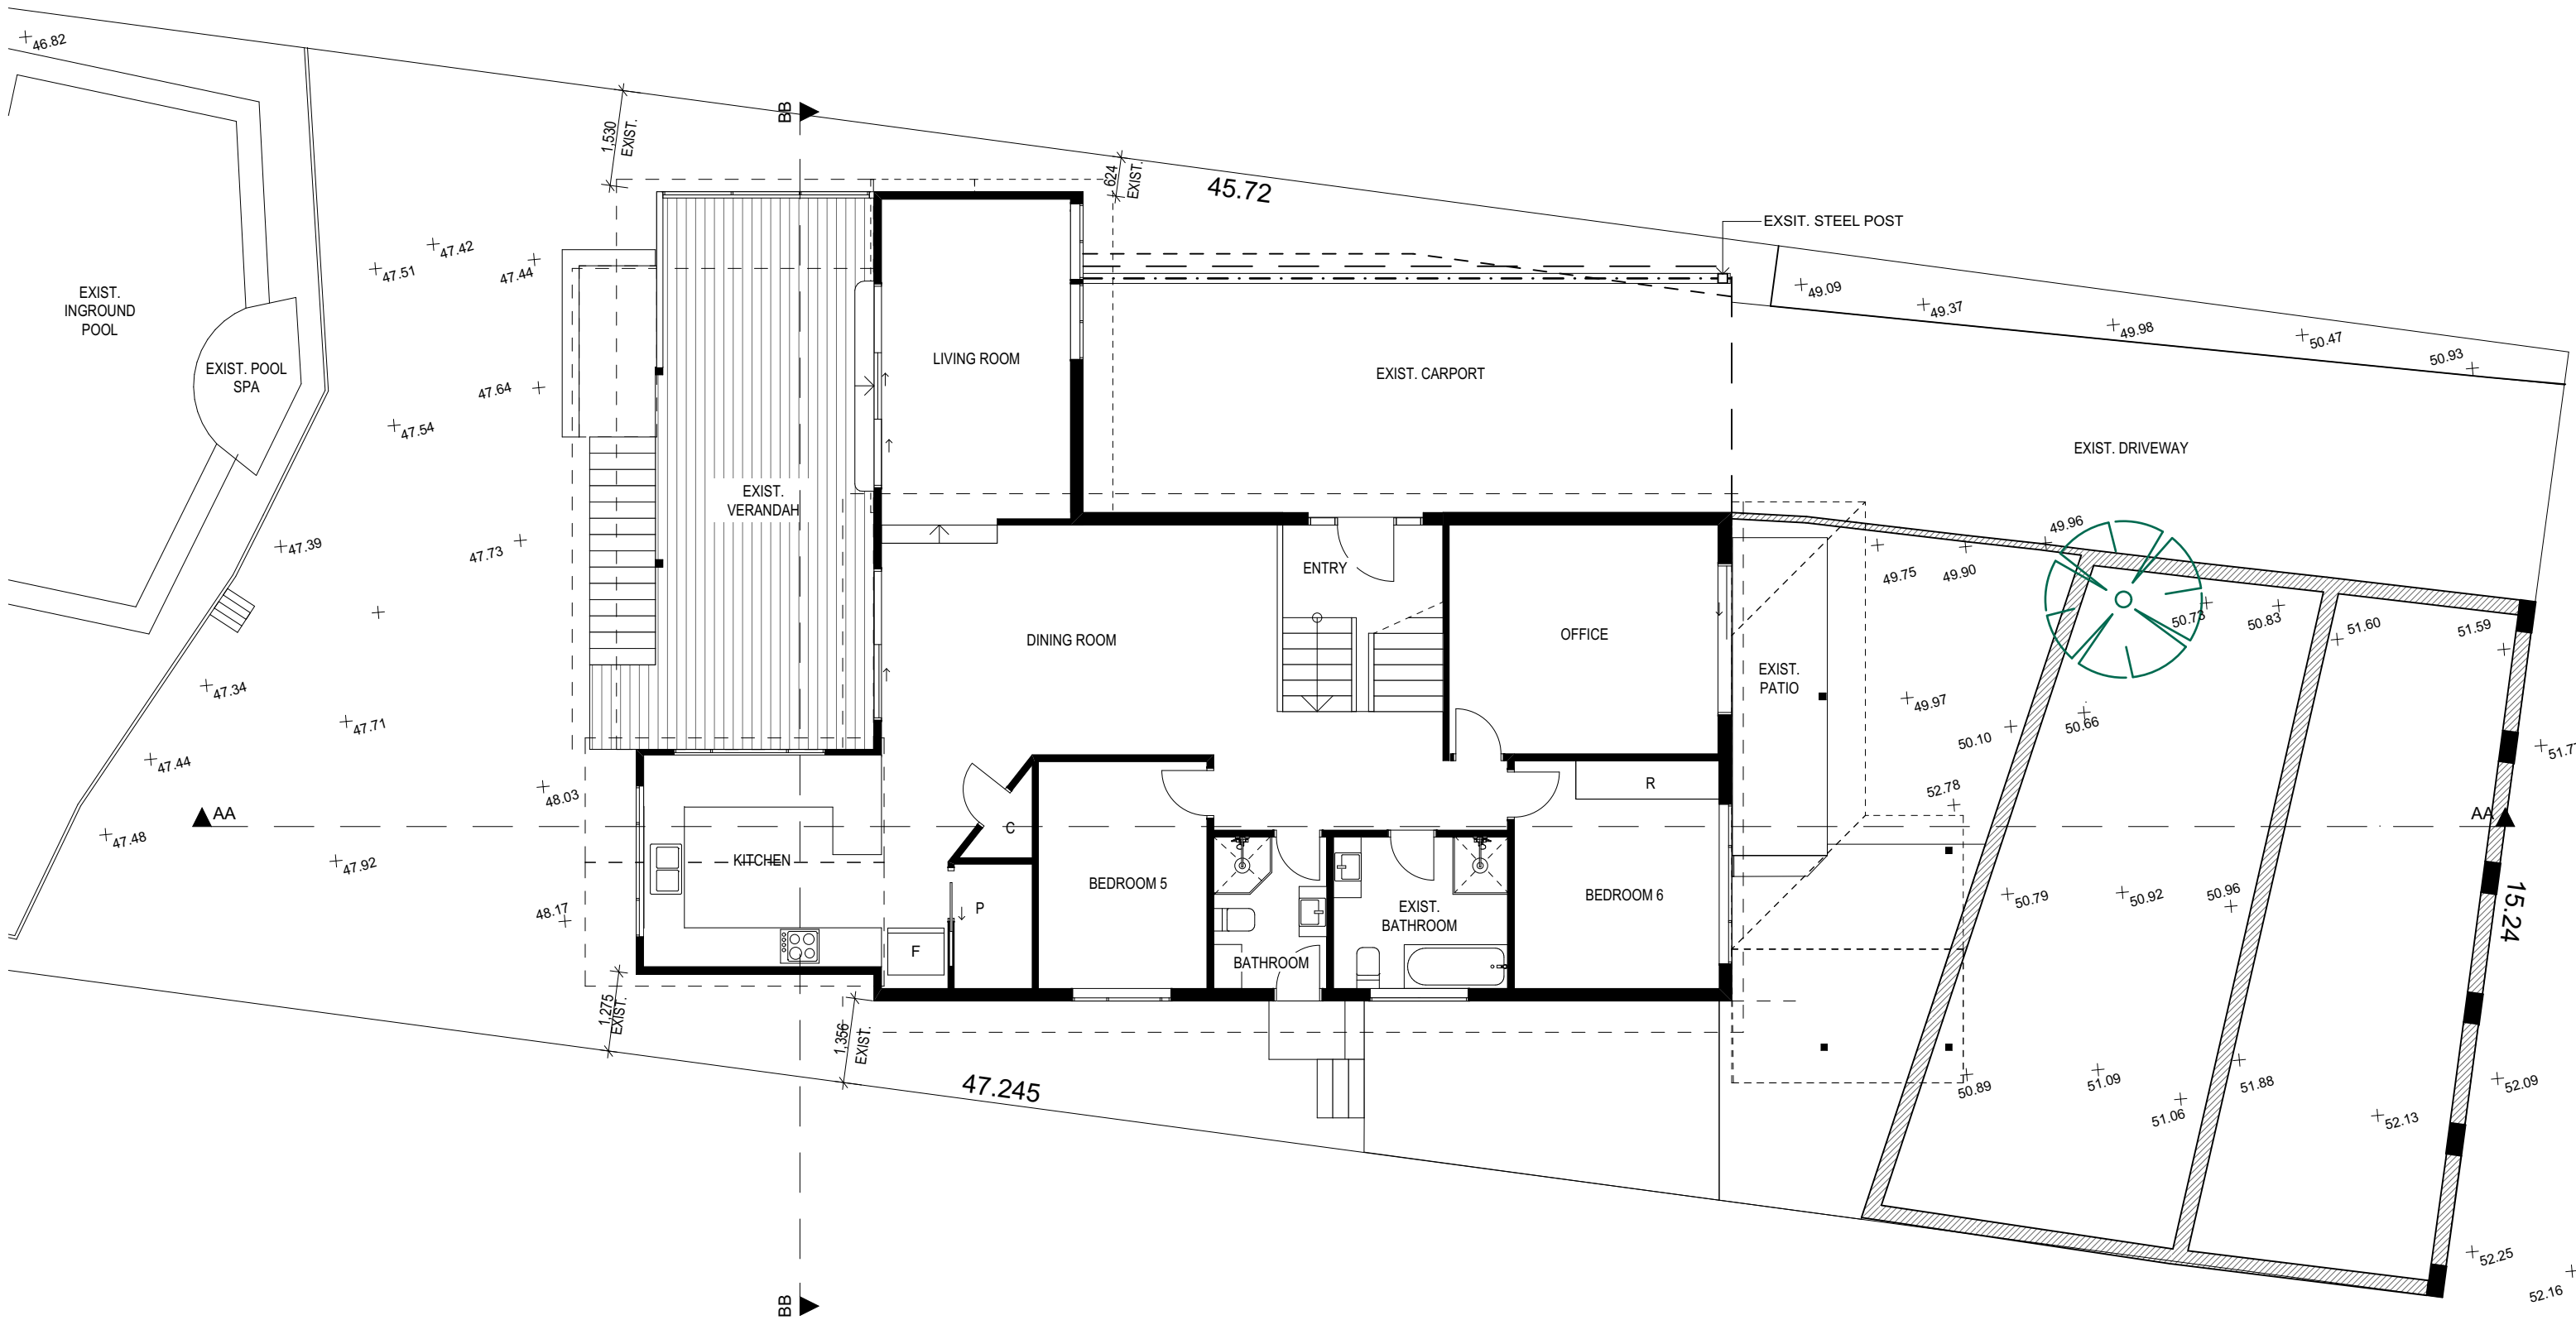 46.82
1,530
EXIST.
BB
624
EXIST.
45.72
EXSIT. STEEL POST
47.42
47.51
47.44
49.09
49.37
49.98
50.47
50.93
EXIST.
INGROUND
POOL
EXIST. POOL
SPA
47.64
47.54
LIVING ROOM
EXIST. CARPORT
EXIST. DRIVEWAY
EXIST.
VERANDAH
47.39
47.73
ENTRY
49.96
49.75
49.90
DINING ROOM
OFFICE
50.73
50.83
51.60
51.59
EXIST.
PATIO
47.34
47.71
49.97
50.10
50.66
47.44
48.03
52.78
R
AA
C
AA
47.48
47.92
KITCHEN
BEDROOM 5
BEDROOM 6
48.17
P
EXIST.
BATHROOM
50.79
50.92
50.96
15.24
F
BATHROOM
1,275
EXIST.
1,356
EXIST.
47.245
50.89
51.09
51.06
51.88
52.13
52.09
52.25
52.16
BB